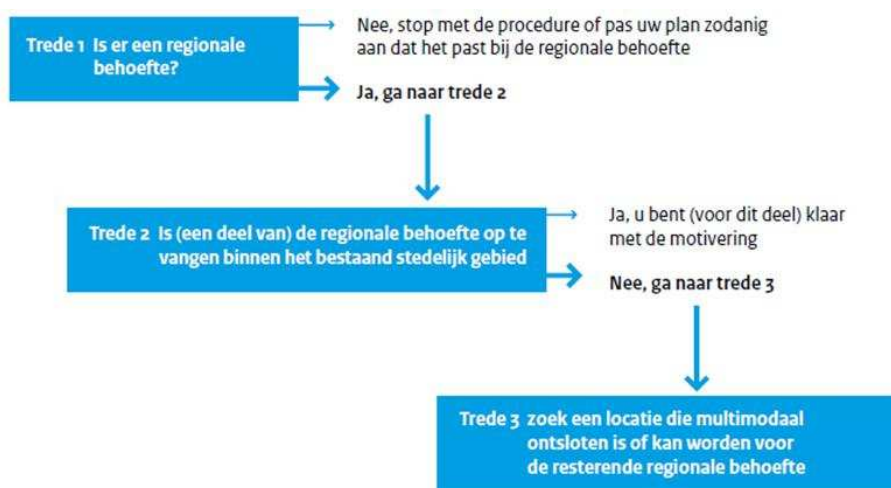 Trede 1 Is er een regionale
behoefte?
Nee, stop met de procedure of pas uw plan zodanig
aan dat het past bij de regionale behoefte
Ja, ga naar trede 2
Trede 2 Is (een deel van) de regionale behoefte op te
vangen binnen het bestaand stedelijk gebied
Ja, u bent (voor dit deel) klaar
met de motivering
Nee, ga naar trede 3
Trede 3 zoek een locatie die multimodaal
ontsloten is of kan worden voor
de resterende regionale behoefte